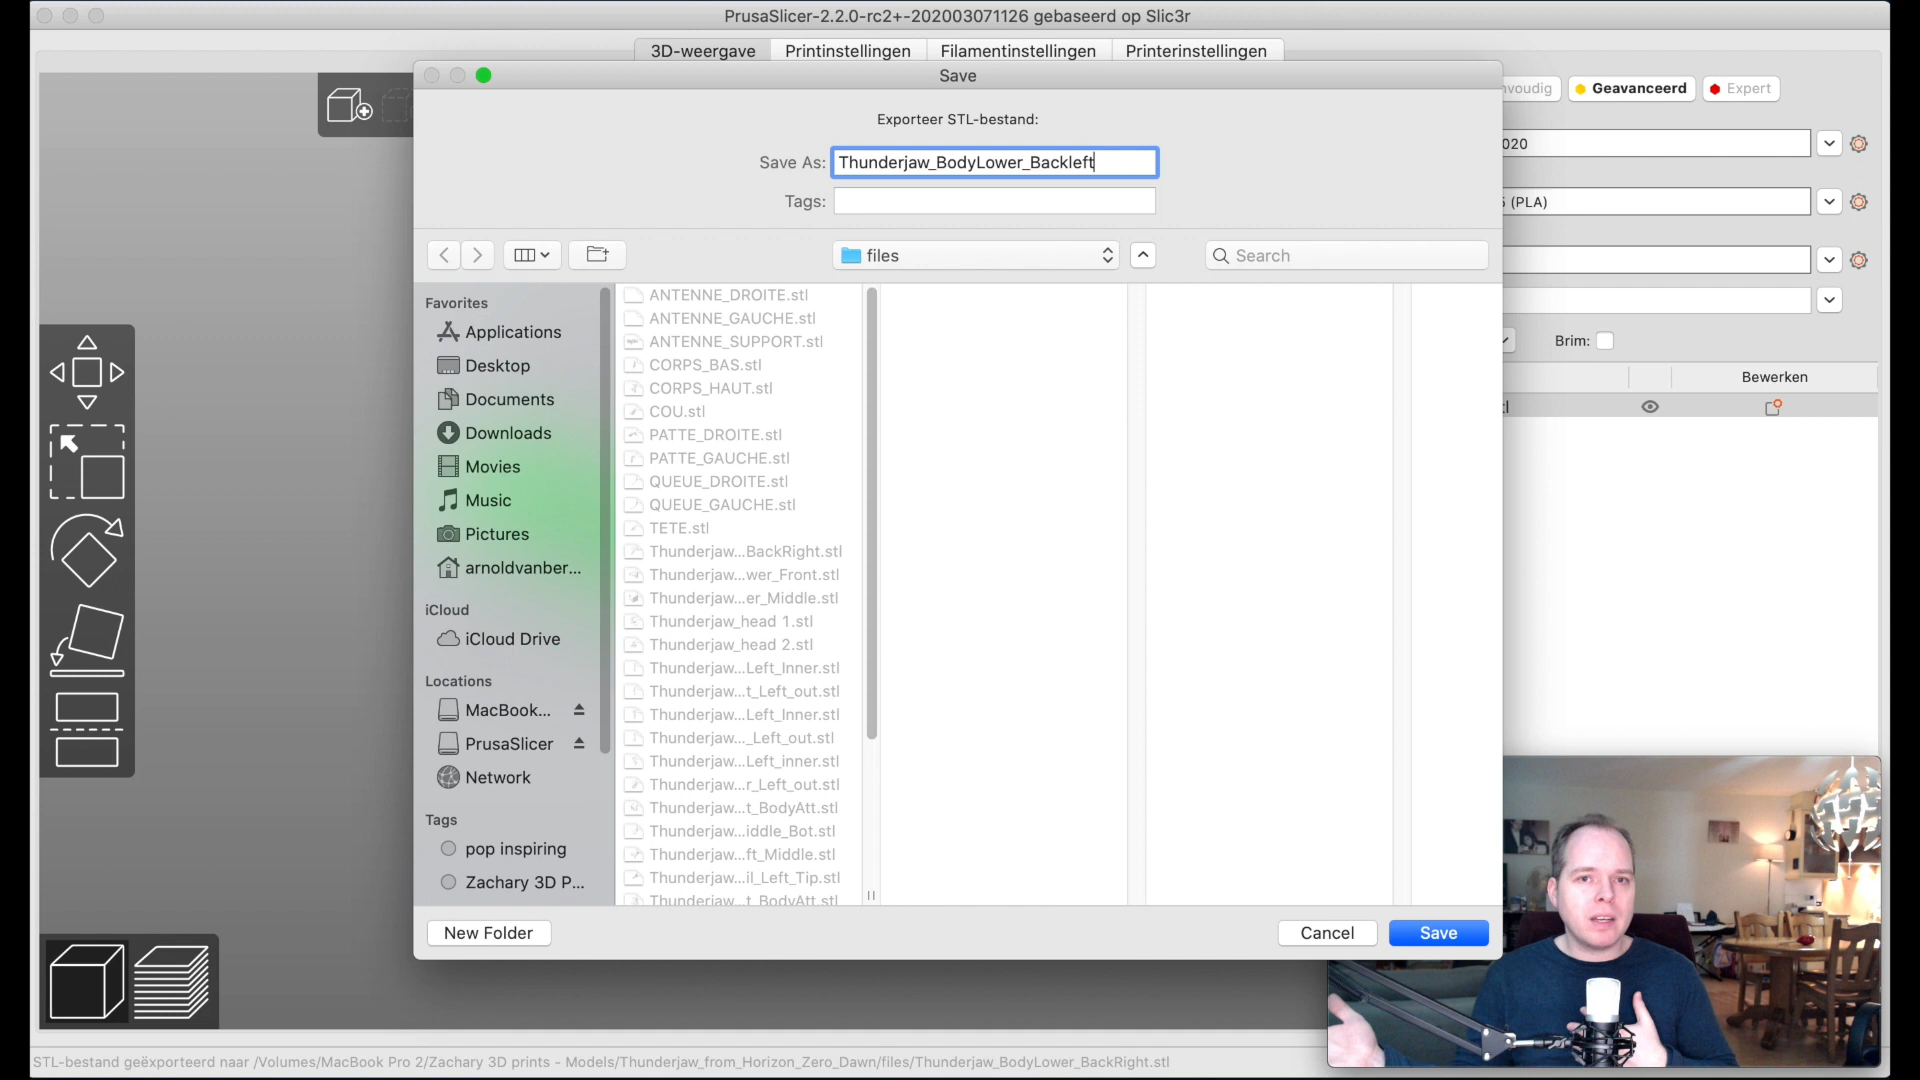 PrusaSlicer-2.2.0-rc2+-202003071126 gebaseerd op Slic3r
3D-weergave
Printinstellingen
Filamentinstellingen
Printerinstellingen
Save
Geavanceerd
Expert
Exporteer STL-bestand:
Save As: Thunderjaw_BodyLower_Backleft
Tags:
020
(PLA)
files
Search
Brim:
Bewerken
Favorites
Applications
Desktop
Documents
Downloads
Movies
Music
Pictures
arnoldvanber...
iCloud
iCloud Drive
Locations
MacBook...
PrusaSlicer
Network
Tags
pop inspiring
Zachary 3D P...
ANTENNE_DROITE.stl
ANTENNE_GAUCHE.stl
ANTENNE_SUPPORT.stl
CORPS_BAS.stl
CORPS_HAUT.stl
COU.stl
PATTE_DROITE.stl
PATTE_GAUCHE.stl
QUEUE_DROITE.stl
QUEUE_GAUCHE.stl
TETE.stl
Thunderjaw...BackRight.stl
Thunderjaw...wer_Front.stl
Thunderjaw...er_Middle.stl
Thunderjaw_head 1.stl
Thunderjaw_head 2.stl
Thunderjaw...Left_Inner.stl
Thunderjaw...t_Left_out.stl
Thunderjaw...Left_Inner.stl
Thunderjaw..._Left_out.stl
Thunderjaw...Left_inner.stl
Thunderjaw...r_Left_out.stl
Thunderjaw...t_BodyAtt.stl
Thunderjaw...iddle_Bot.stl
Thunderjaw...ft_Middle.stl
Thunderjaw...il_Left_Tip.stl
Thunderjaw...t_BodyAtt.stl
New Folder
Cancel
Save
STL-bestand geëxporteerd naar /Volumes/MacBook Pro 2/Zachary 3D prints - Models/Thunderjaw_from_Horizon_Zero_Dawn/files/Thunderjaw_BodyLower_BackRight.stl